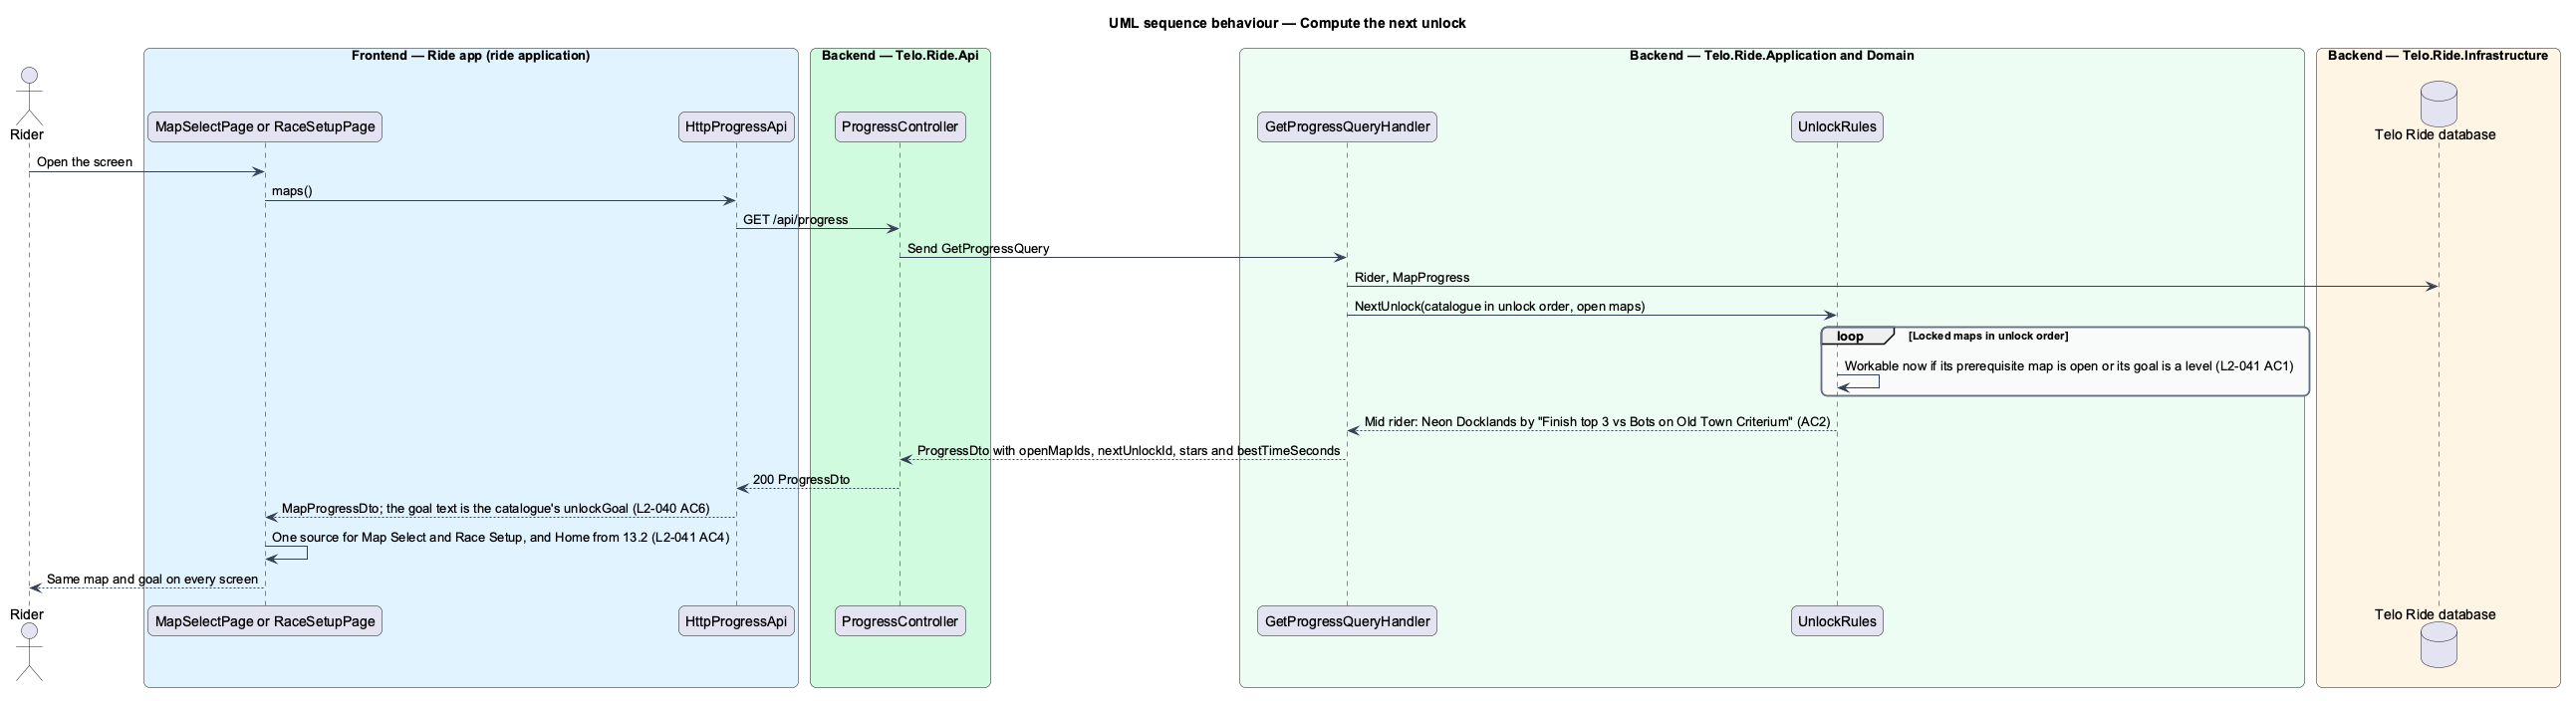 UML sequence behaviour — Compute the next unlock
Frontend — Ride app (ride application)
Backend — Telo.Ride.Api
Backend — Telo.Ride.Application and Domain
Backend — Telo.Ride.Infrastructure
Rider
MapSelectPage or RaceSetupPage
HttpProgressApi
ProgressController
GetProgressQueryHandler
UnlockRules
Telo Ride database
Open the screen
maps()
GET /api/progress
Send GetProgressQuery
Rider, MapProgress
NextUnlock(catalogue in unlock order, open maps)
loop
[Locked maps in unlock order]
Workable now if its prerequisite map is open or its goal is a level (L2-041 AC1)
Mid rider: Neon Docklands by "Finish top 3 vs Bots on Old Town Criterium" (AC2)
ProgressDto with openMapIds, nextUnlockId, stars and bestTimeSeconds
200 ProgressDto
MapProgressDto; the goal text is the catalogue's unlockGoal (L2-040 AC6)
One source for Map Select and Race Setup, and Home from 13.2 (L2-041 AC4)
Same map and goal on every screen
Rider
MapSelectPage or RaceSetupPage
HttpProgressApi
ProgressController
GetProgressQueryHandler
UnlockRules
Telo Ride database